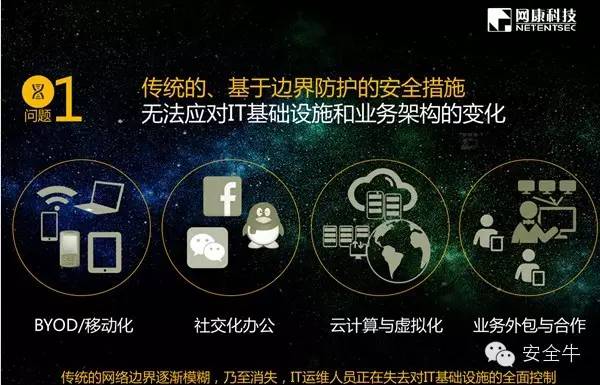 网康科技
NETENTSEC
问题
1
传统的、基于边界防护的安全措施
无法应对IT基础设施和业务架构的变化
BYOD/移动化
社交化办公
云计算与虚拟化
业务外包与合作
安全牛
传统的网络边界逐渐模糊，乃至消失，IT运维人员正在失去对IT基础设施的全面控制